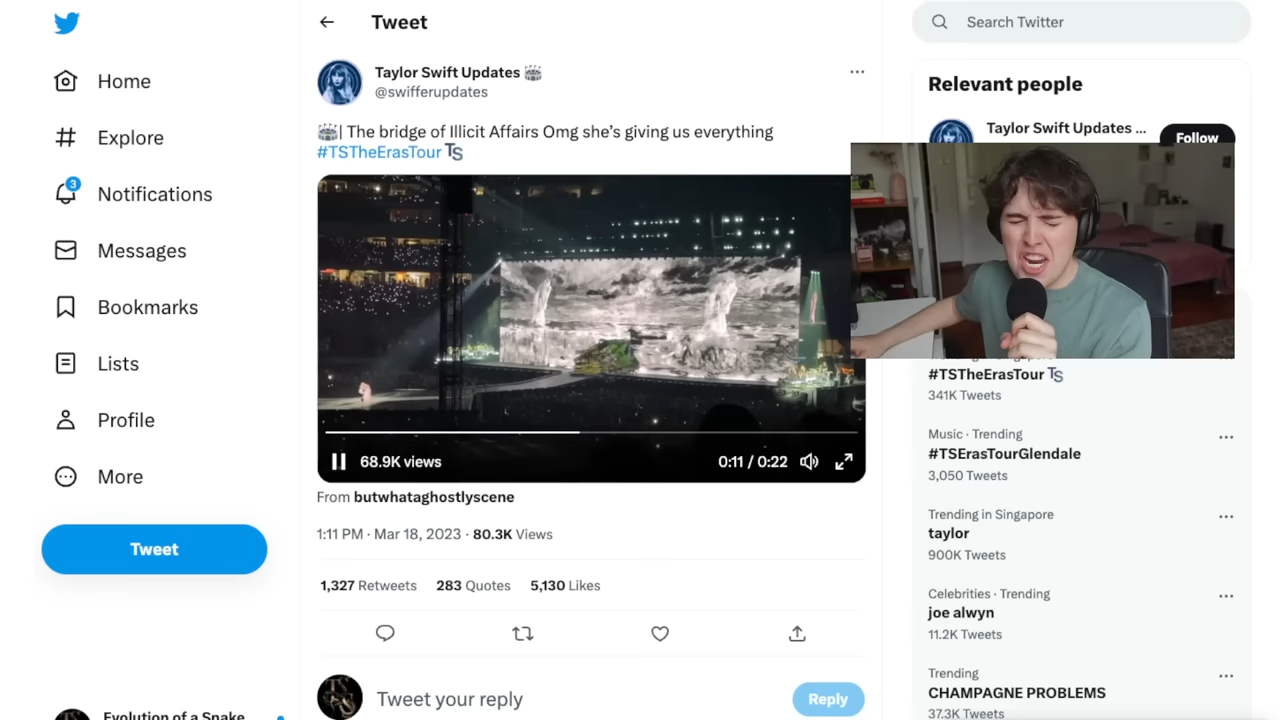 Tweet
Search Twitter
Home
Explore
Notifications
3
Messages
Bookmarks
Lists
Profile
More
Tweet
Evolution of a Snake
Taylor Swift Updates
@swifferupdates
| The bridge of Illicit Affairs Omg she’s giving us everything
#TSTheErasTour TS
68.9K views
0:11 / 0:22
From butwhataghostlyscene
1:11 PM · Mar 18, 2023 · 80.3K Views
1,327 Retweets 283 Quotes 5,130 Likes
Tweet your reply
Reply
Relevant people
Taylor Swift Updates ...
Follow
#TSTheErasTour TS
341K Tweets
Music · Trending
#TSErasTourGlendale
3,050 Tweets
Trending in Singapore
taylor
900K Tweets
Celebrities · Trending
joe alwyn
11.2K Tweets
Trending
CHAMPAGNE PROBLEMS
37.3K Tweets